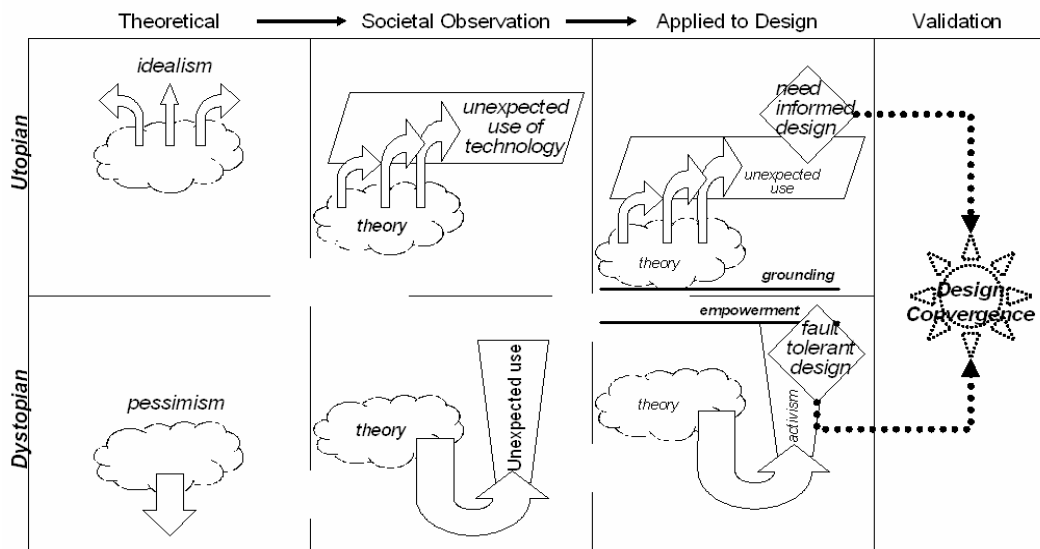 Theoretical
Societal Observation
Applied to Design
Validation
Utopian
idealism
unexpected
use of
technology
theory
need
informed
design
unexpected
use
theory
grounding
Design
Convergence
Dystopian
pessimism
theory
Unexpected use
empowerment
fault
tolerant
design
theory
activism